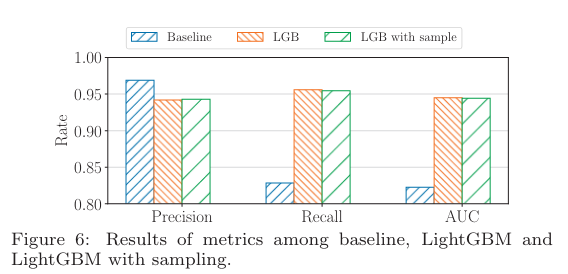 Baseline LGB LGB with sample
1.00
0.95
0.90
0.85
0.80
Rate
Precision Recall AUC
Figure 6: Results of metrics among baseline, LightGBM and
LightGBM with sampling.